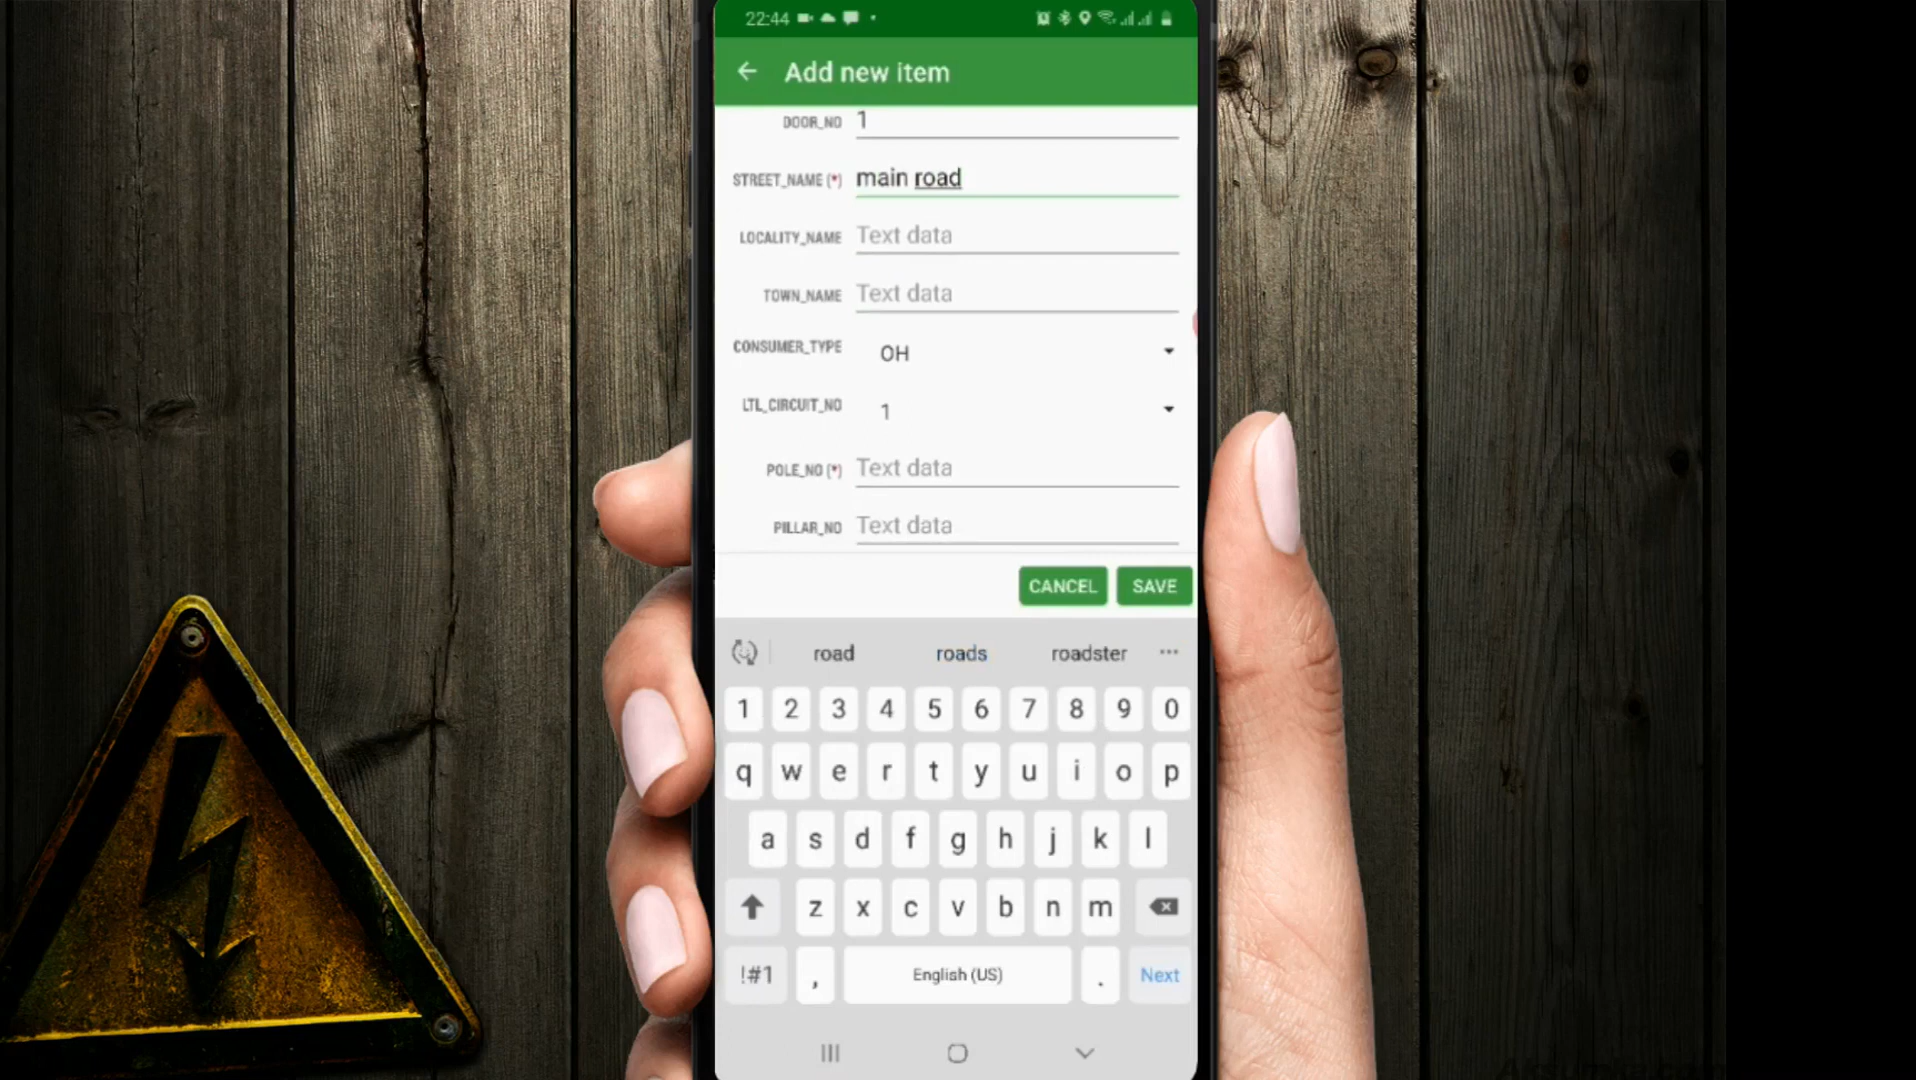 22:44
Add new item
DOOR_NO 1
STREET_NAME (*) main road
LOCALITY_NAME Text data
TOWN_NAME Text data
CONSUMER_TYPE OH
LTL_CIRCUIT_NO 1
POLE_NO (*) Text data
PILLAR_NO Text data
CANCEL SAVE
road roads roadster
1 2 3 4 5 6 7 8 9 0
q w e r t y u i o p
a s d f g h j k l
z x c v b n m
!#1 , English (US) . Next